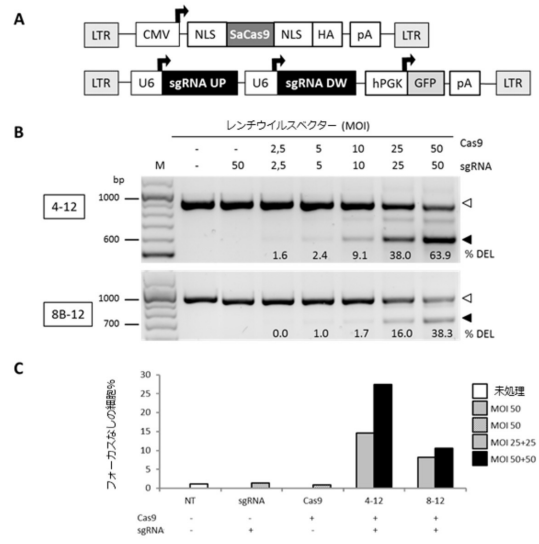 A
LTR CMV NLS SaCas9 NLS HA pA LTR
LTR U6 sgRNA UP U6 sgRNA DW hPGK GFP pA LTR
B
レンチウイルスベクター (MOI)
- - 2,5 5 10 25 50 Cas9
M - 50 2,5 5 10 25 50 sgRNA
bp
1000
4-12
600
1.6 2.4 9.1 38.0 63.9 % DEL
1000
8B-12
700
0.0 1.0 1.7 16.0 38.3 % DEL
C
フォーカスなしの細胞%
30
25
20
15
10
5
0
未処理
MOI 50
MOI 50
MOI 25+25
MOI 50+50
NT sgRNA Cas9 4-12 8-12
Cas9 - - + + +
sgRNA - + - + +